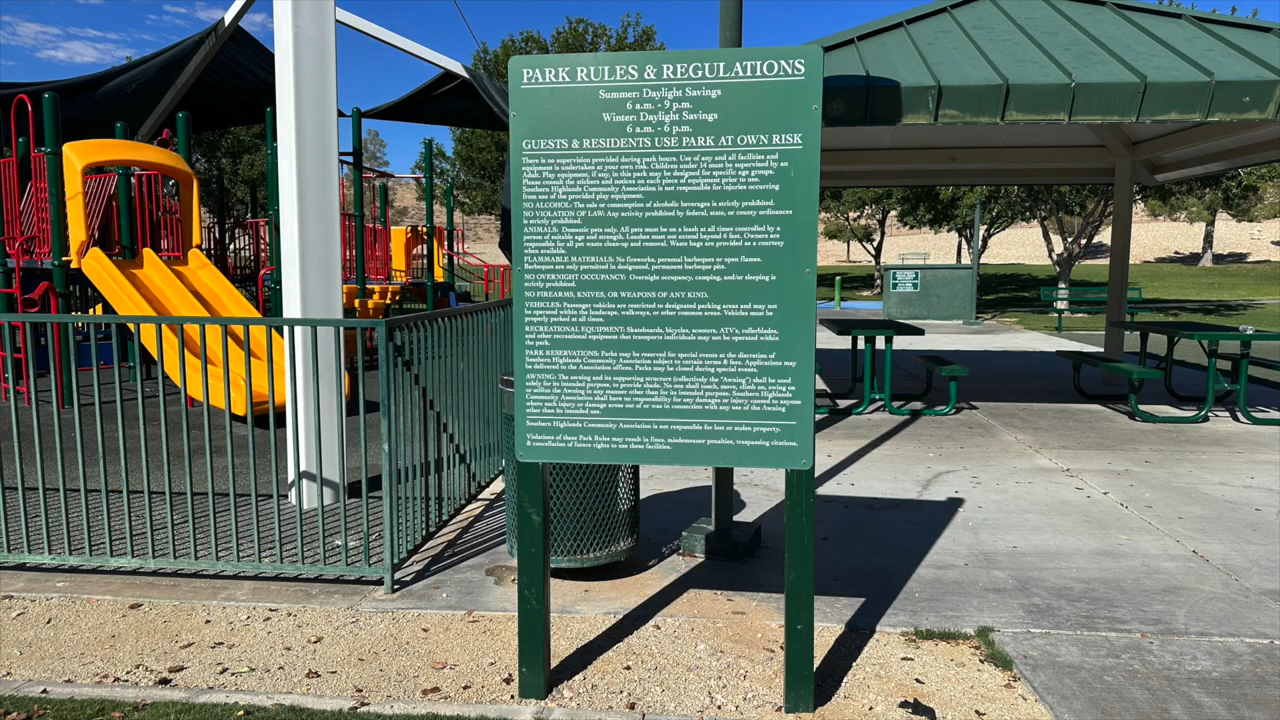 PARK RULES & REGULATIONS
Summer: Daylight Savings
6 a.m. - 9 p.m.
Winter: Daylight Savings
6 a.m. - 6 p.m.
GUESTS & RESIDENTS USE PARK AT OWN RISK
There is no supervision provided during park hours. Use of any and all facilities and
equipment is undertaken at your own risk. Children under 14 must be supervised by an
Adult. Play equipment, if any, in this park may be designed for specific age groups.
Please consult the stickers and notices on each piece of equipment prior to use.
Southern Highlands Community Association is not responsible for injuries occurring
from use of the provided play equipment.
NO ALCOHOL: The sale or consumption of alcoholic beverages is strictly prohibited.
NO VIOLATION OF LAW: Any activity prohibited by federal, state, or county ordinances
is strictly prohibited.
ANIMALS: Domestic pets only. All pets must be on a leash at all times controlled by a
person of suitable age and strength. Leashes must not extend beyond 6 feet. Owners are
responsible for all pet waste clean-up and removal. Waste bags are provided as a courtesy
when available.
FLAMMABLE MATERIALS: No fireworks, personal barbeques or open flames.
Barbeques are only permitted in designated, permanent barbeque pits.
NO OVERNIGHT OCCUPANCY: Overnight occupancy, camping, and/or sleeping is
strictly prohibited.
NO FIREARMS, KNIVES, OR WEAPONS OF ANY KIND.
VEHICLES: Passenger vehicles are restricted to designated parking areas and may not
be operated within the landscape, walkways, or other common areas. Vehicles must be
properly parked at all times.
RECREATIONAL EQUIPMENT: Skateboards, bicycles, scooters, ATV's, rollerblades,
and other recreational equipment that transports individuals may not be operated within
the park.
PARK RESERVATIONS: Parks may be reserved for special events at the discretion of
Southern Highlands Community Association subject to certain terms & fees. Applications may
be delivered to the Association offices. Parks may be closed during special events.
AWNING: The awning and its supporting structure (collectively the "Awning") shall be used
solely for its intended purpose, to provide shade. No one shall touch, move, climb on, swing on
or utilize the Awning in any manner other than for its intended purpose. Southern Highlands
Community Association shall have no responsibility for any damages or injury caused to anyone
where such injury or damage arises out of or was in connection with any use of the Awning
other than its intended use.
Southern Highlands Community Association is not responsible for lost or stolen property.
Violations of these Park Rules may result in fines, misdemeanor penalties, trespassing citations,
& cancellation of future rights to use these facilities.